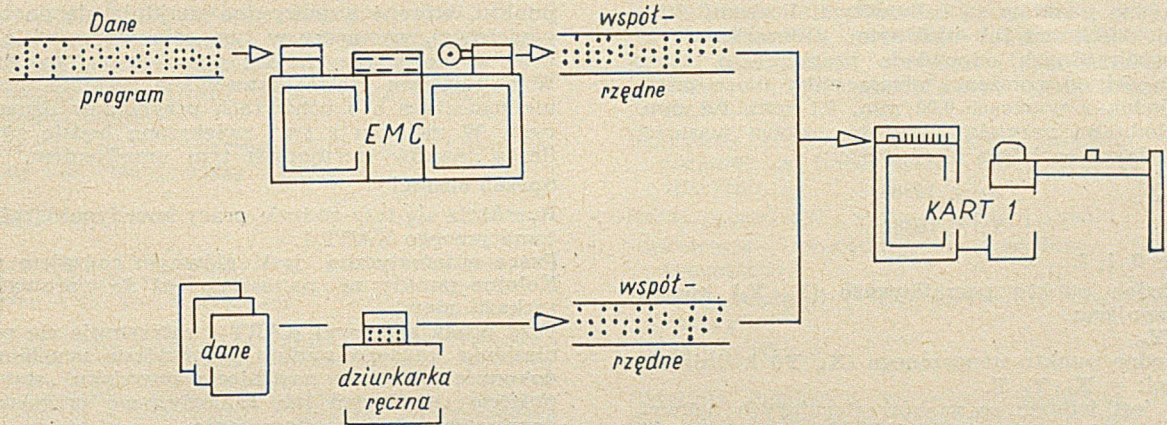 Dane
program
EMC
współ-
rzędne
KART 1
dane
dziurkarka
ręczna
współ-
rzędne